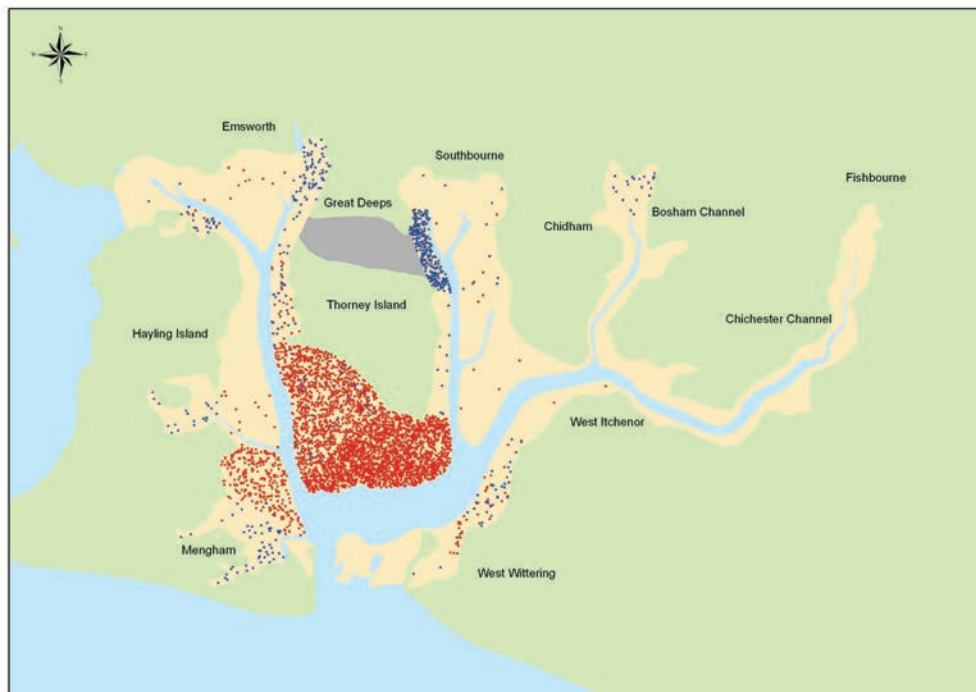 N
W
E
S
Emsworth
Southbourne
Fishbourne
Great Deeps
Bosham Channel
Chidham
Thorney Island
Chichester Channel
Hayling Island
West Itchenor
Mengham
West Wittering